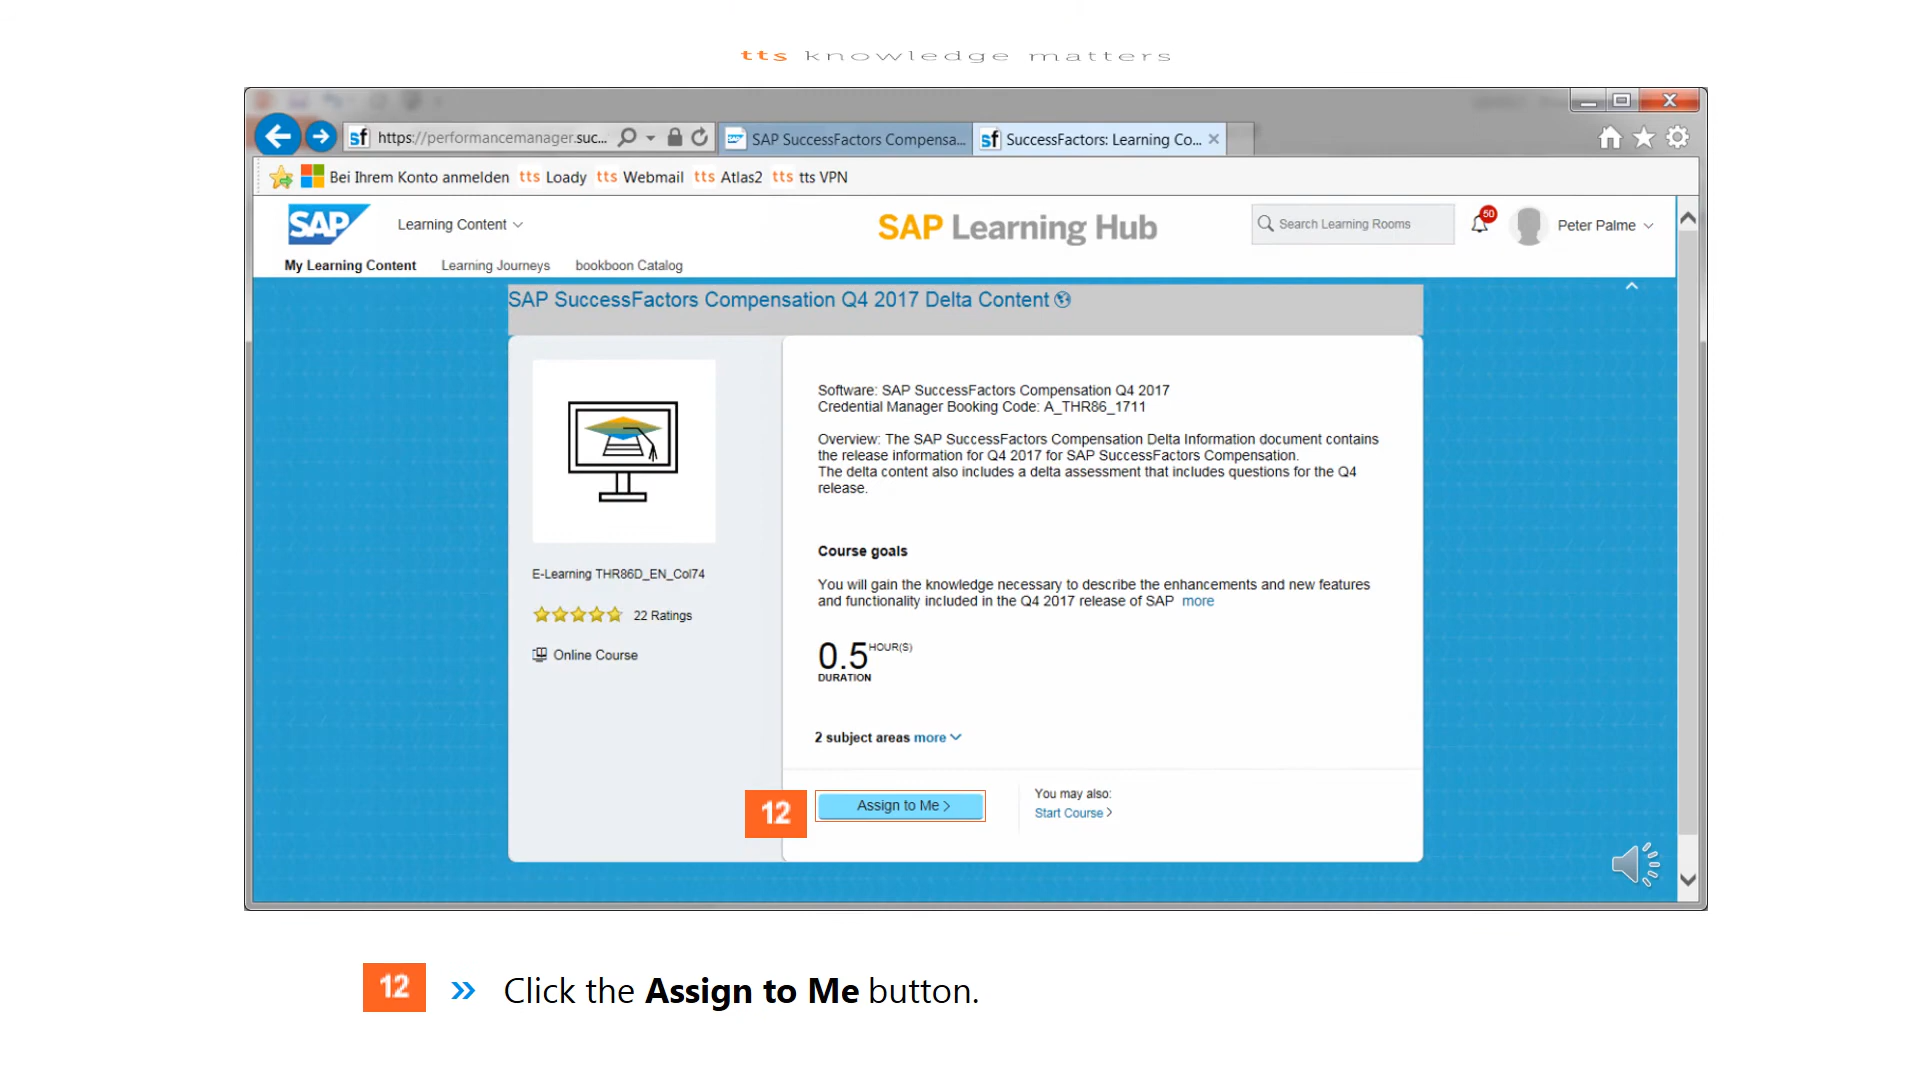 tts knowledge matters
https://performancemanager.suc...
SAP SuccessFactors Compensa...
SuccessFactors: Learning Co...
Bei Ihrem Konto anmelden tts Loady tts Webmail tts Atlas2 tts tts VPN
SAP Learning Content
SAP Learning Hub
Search Learning Rooms
50
Peter Palme
My Learning Content Learning Journeys bookboon Catalog
SAP SuccessFactors Compensation Q4 2017 Delta Content
Software: SAP SuccessFactors Compensation Q4 2017
Credential Manager Booking Code: A_THR86_1711
Overview: The SAP SuccessFactors Compensation Delta Information document contains
the release information for Q4 2017 for SAP SuccessFactors Compensation.
The delta content also includes a delta assessment that includes questions for the Q4
release.
Course goals
You will gain the knowledge necessary to describe the enhancements and new features
and functionality included in the Q4 2017 release of SAP more
E-Learning THR86D_EN_Col74
22 Ratings
Online Course
0.5 HOUR(S)
DURATION
2 subject areas more
12
Assign to Me >
You may also:
Start Course >
12 » Click the Assign to Me button.